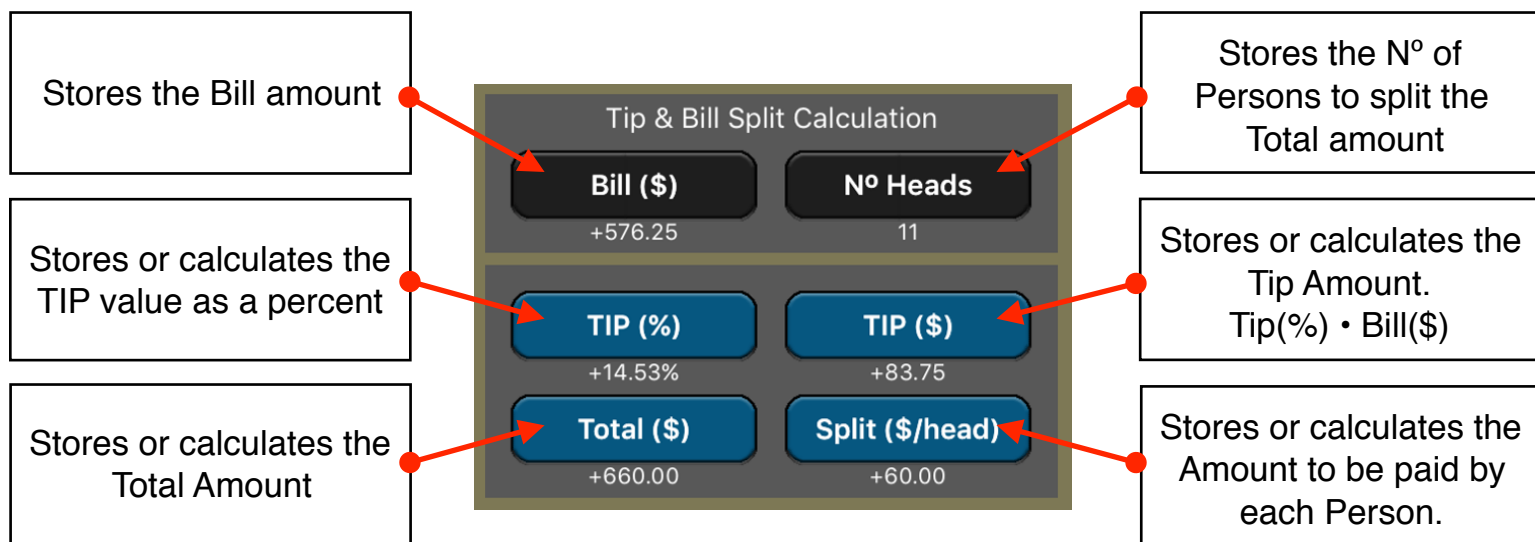 Stores the Bill amount
Stores the Nº of
Persons to split the
Total amount
Tip & Bill Split Calculation
Bill ($)
Nº Heads
+576.25
11
Stores or calculates the
TIP value as a percent
Stores or calculates the
Tip Amount.
Tip(%) • Bill($)
TIP (%)
TIP ($)
+14.53%
+83.75
Stores or calculates the
Total Amount
Stores or calculates the
Amount to be paid by
each Person.
Total ($)
Split ($/head)
+660.00
+60.00